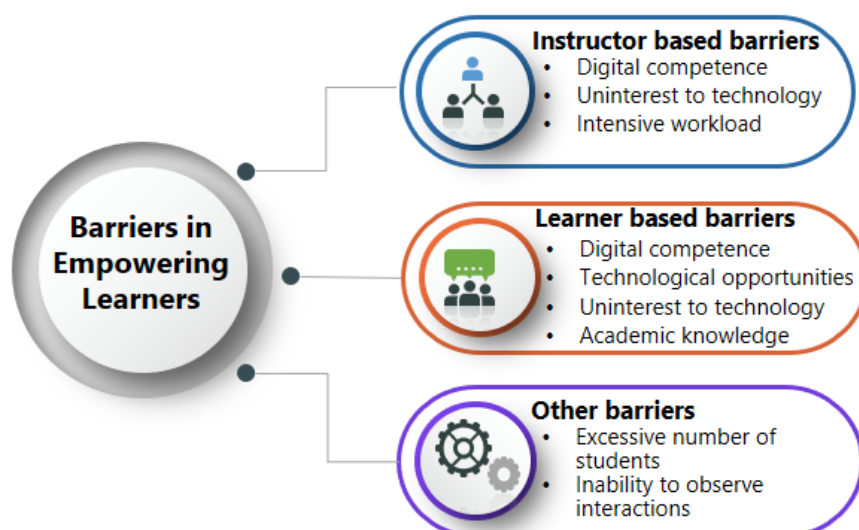 Barriers in
Empowering
Learners
Instructor based barriers
• Digital competence
• Uninterest to technology
• Intensive workload
Learner based barriers
• Digital competence
• Technological opportunities
• Uninterest to technology
• Academic knowledge
Other barriers
• Excessive number of
students
• Inability to observe
interactions